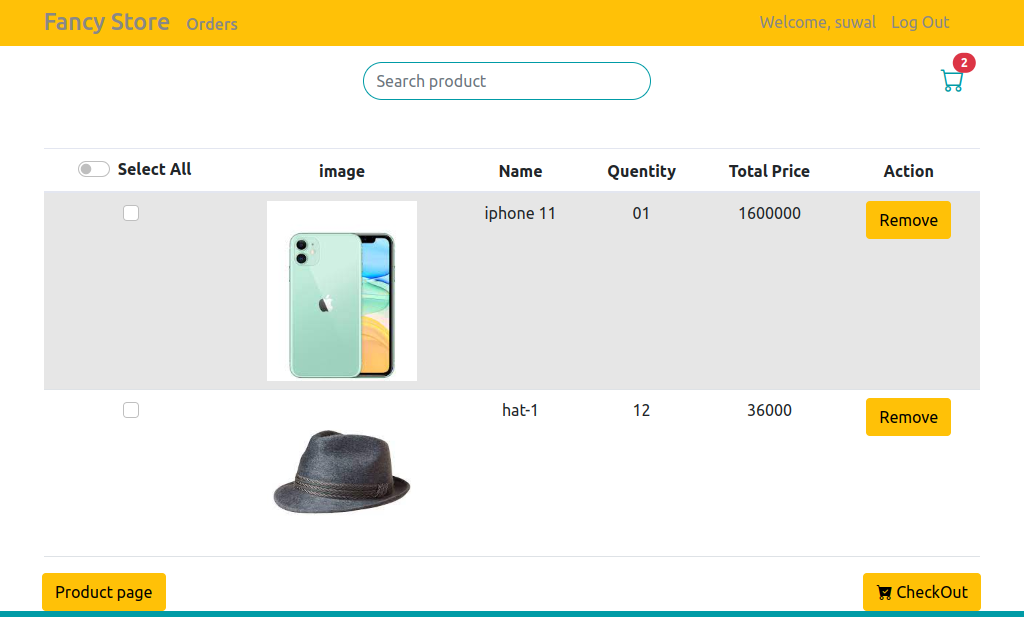 Fancy Store Orders Welcome, suwal Log Out
2
Search product
Select All image Name Quentity Total Price Action
iphone 11 01 1600000 Remove
hat-1 12 36000 Remove
Product page CheckOut